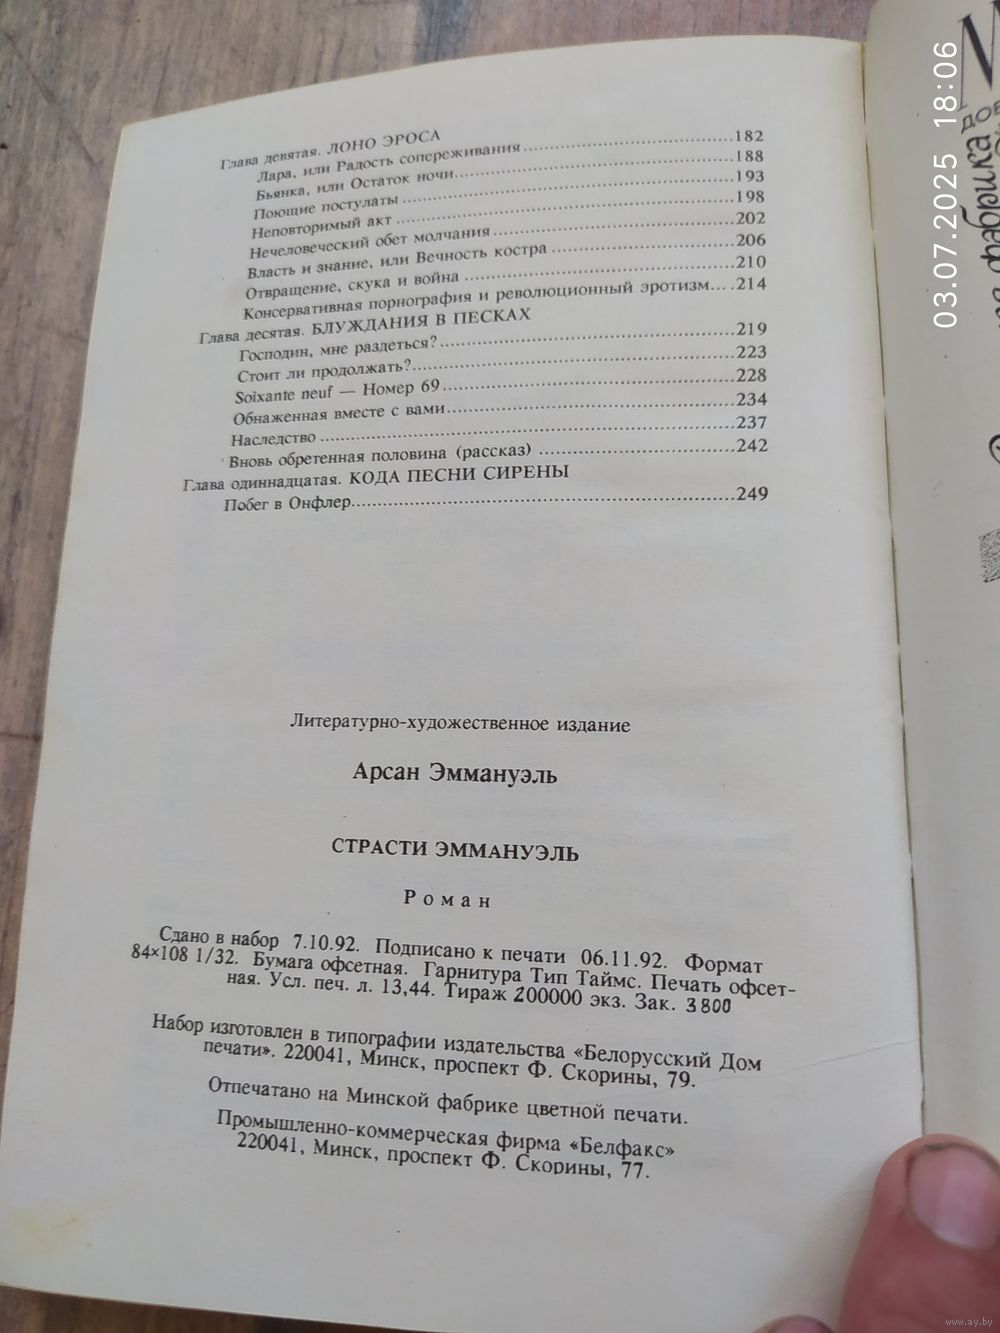 Глава девятая. ЛОНО ЭРОСА
Лара, или Радость сопереживания ........ 182
Бьянка, или Остаток ночи ........ 188
Поющие постулаты ........ 193
Неповторимый акт ........ 198
Нечеловеческий обет молчания ........ 202
Власть и знание, или Вечность костра ........ 206
Отвращение, скука и война ........ 210
Консервативная порнография и революционный эротизм.... 214
Глава десятая. БЛУЖДАНИЯ В ПЕСКАХ
Господин, мне раздеться? ........ 219
Стоит ли продолжать? ........ 223
Soixante neuf — Номер 69 ........ 228
Обнаженная вместе с вами ........ 234
Наследство ........ 237
Вновь обретенная половина (рассказ) ........ 242
Глава одиннадцатая. КОДА ПЕСНИ СИРЕНЫ
Побег в Онфлер ........ 249
Литературно-художественное издание
Арсан Эммануэль
СТРАСТИ ЭММАНУЭЛЬ
Роман
Сдано в набор 7.10.92. Подписано к печати 06.11.92. Формат
84×108 1/32. Бумага офсетная. Гарнитура Тип Таймс. Печать офсет-
ная. Усл. печ. л. 13,44. Тираж 200000 экз. Зак. 3800
Набор изготовлен в типографии издательства «Белорусский Дом
печати». 220041, Минск, проспект Ф. Скорины, 79.
Отпечатано на Минской фабрике цветной печати.
Промышленно-коммерческая фирма «Белфакс»
220041, Минск, проспект Ф. Скорины, 77.
03.07.2025 18:06
фабрика
www.ay.by